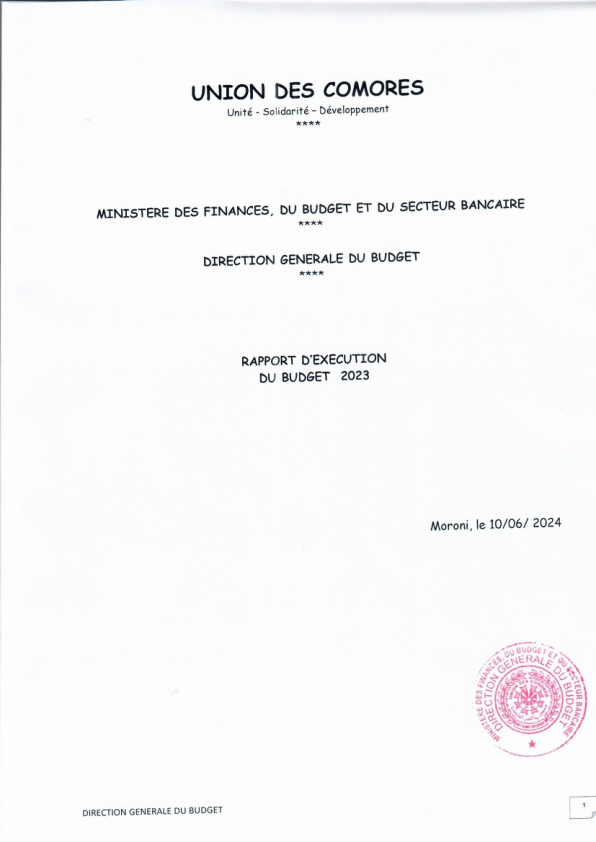 UNION DES COMORES
Unité - Solidarité – Développement
****
MINISTERE DES FINANCES, DU BUDGET ET DU SECTEUR BANCAIRE
****
DIRECTION GENERALE DU BUDGET
****
RAPPORT D'EXECUTION
DU BUDGET 2023
Moroni, le 10/06/ 2024
MINISTERE DES FINANCES, DU BUDGET ET DU SECTEUR BANCAIRE
DIRECTION GENERALE DU BUDGET
DIRECTION GENERALE DU BUDGET
1